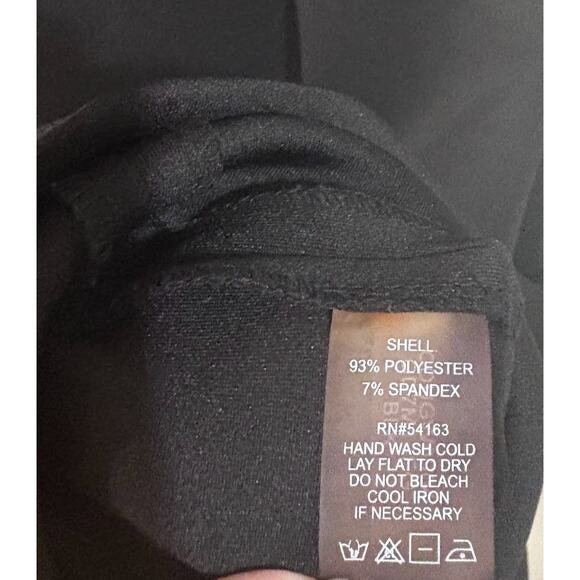 SHELL.
93% POLYESTER
7% SPANDEX
RN#54163
HAND WASH COLD
LAY FLAT TO DRY
DO NOT BLEACH
COOL IRON
IF NECESSARY